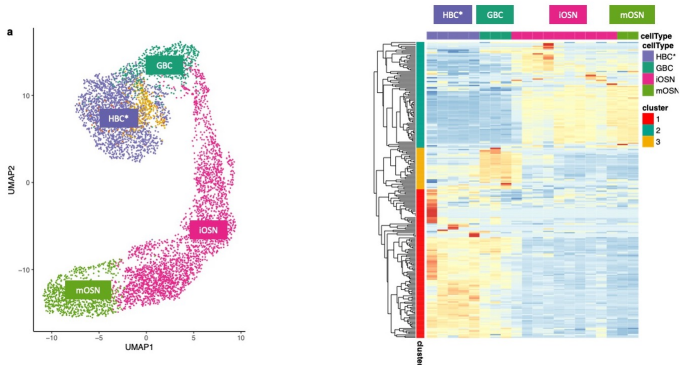 a
GBC
HBC*
iOSN
mOSN
10
0
−10
UMAP2
−10
−5
0
5
10
UMAP1
HBC*
GBC
iOSN
mOSN
cellType
cellType
HBC*
GBC
iOSN
mOSN
cluster
1
2
3
cluster